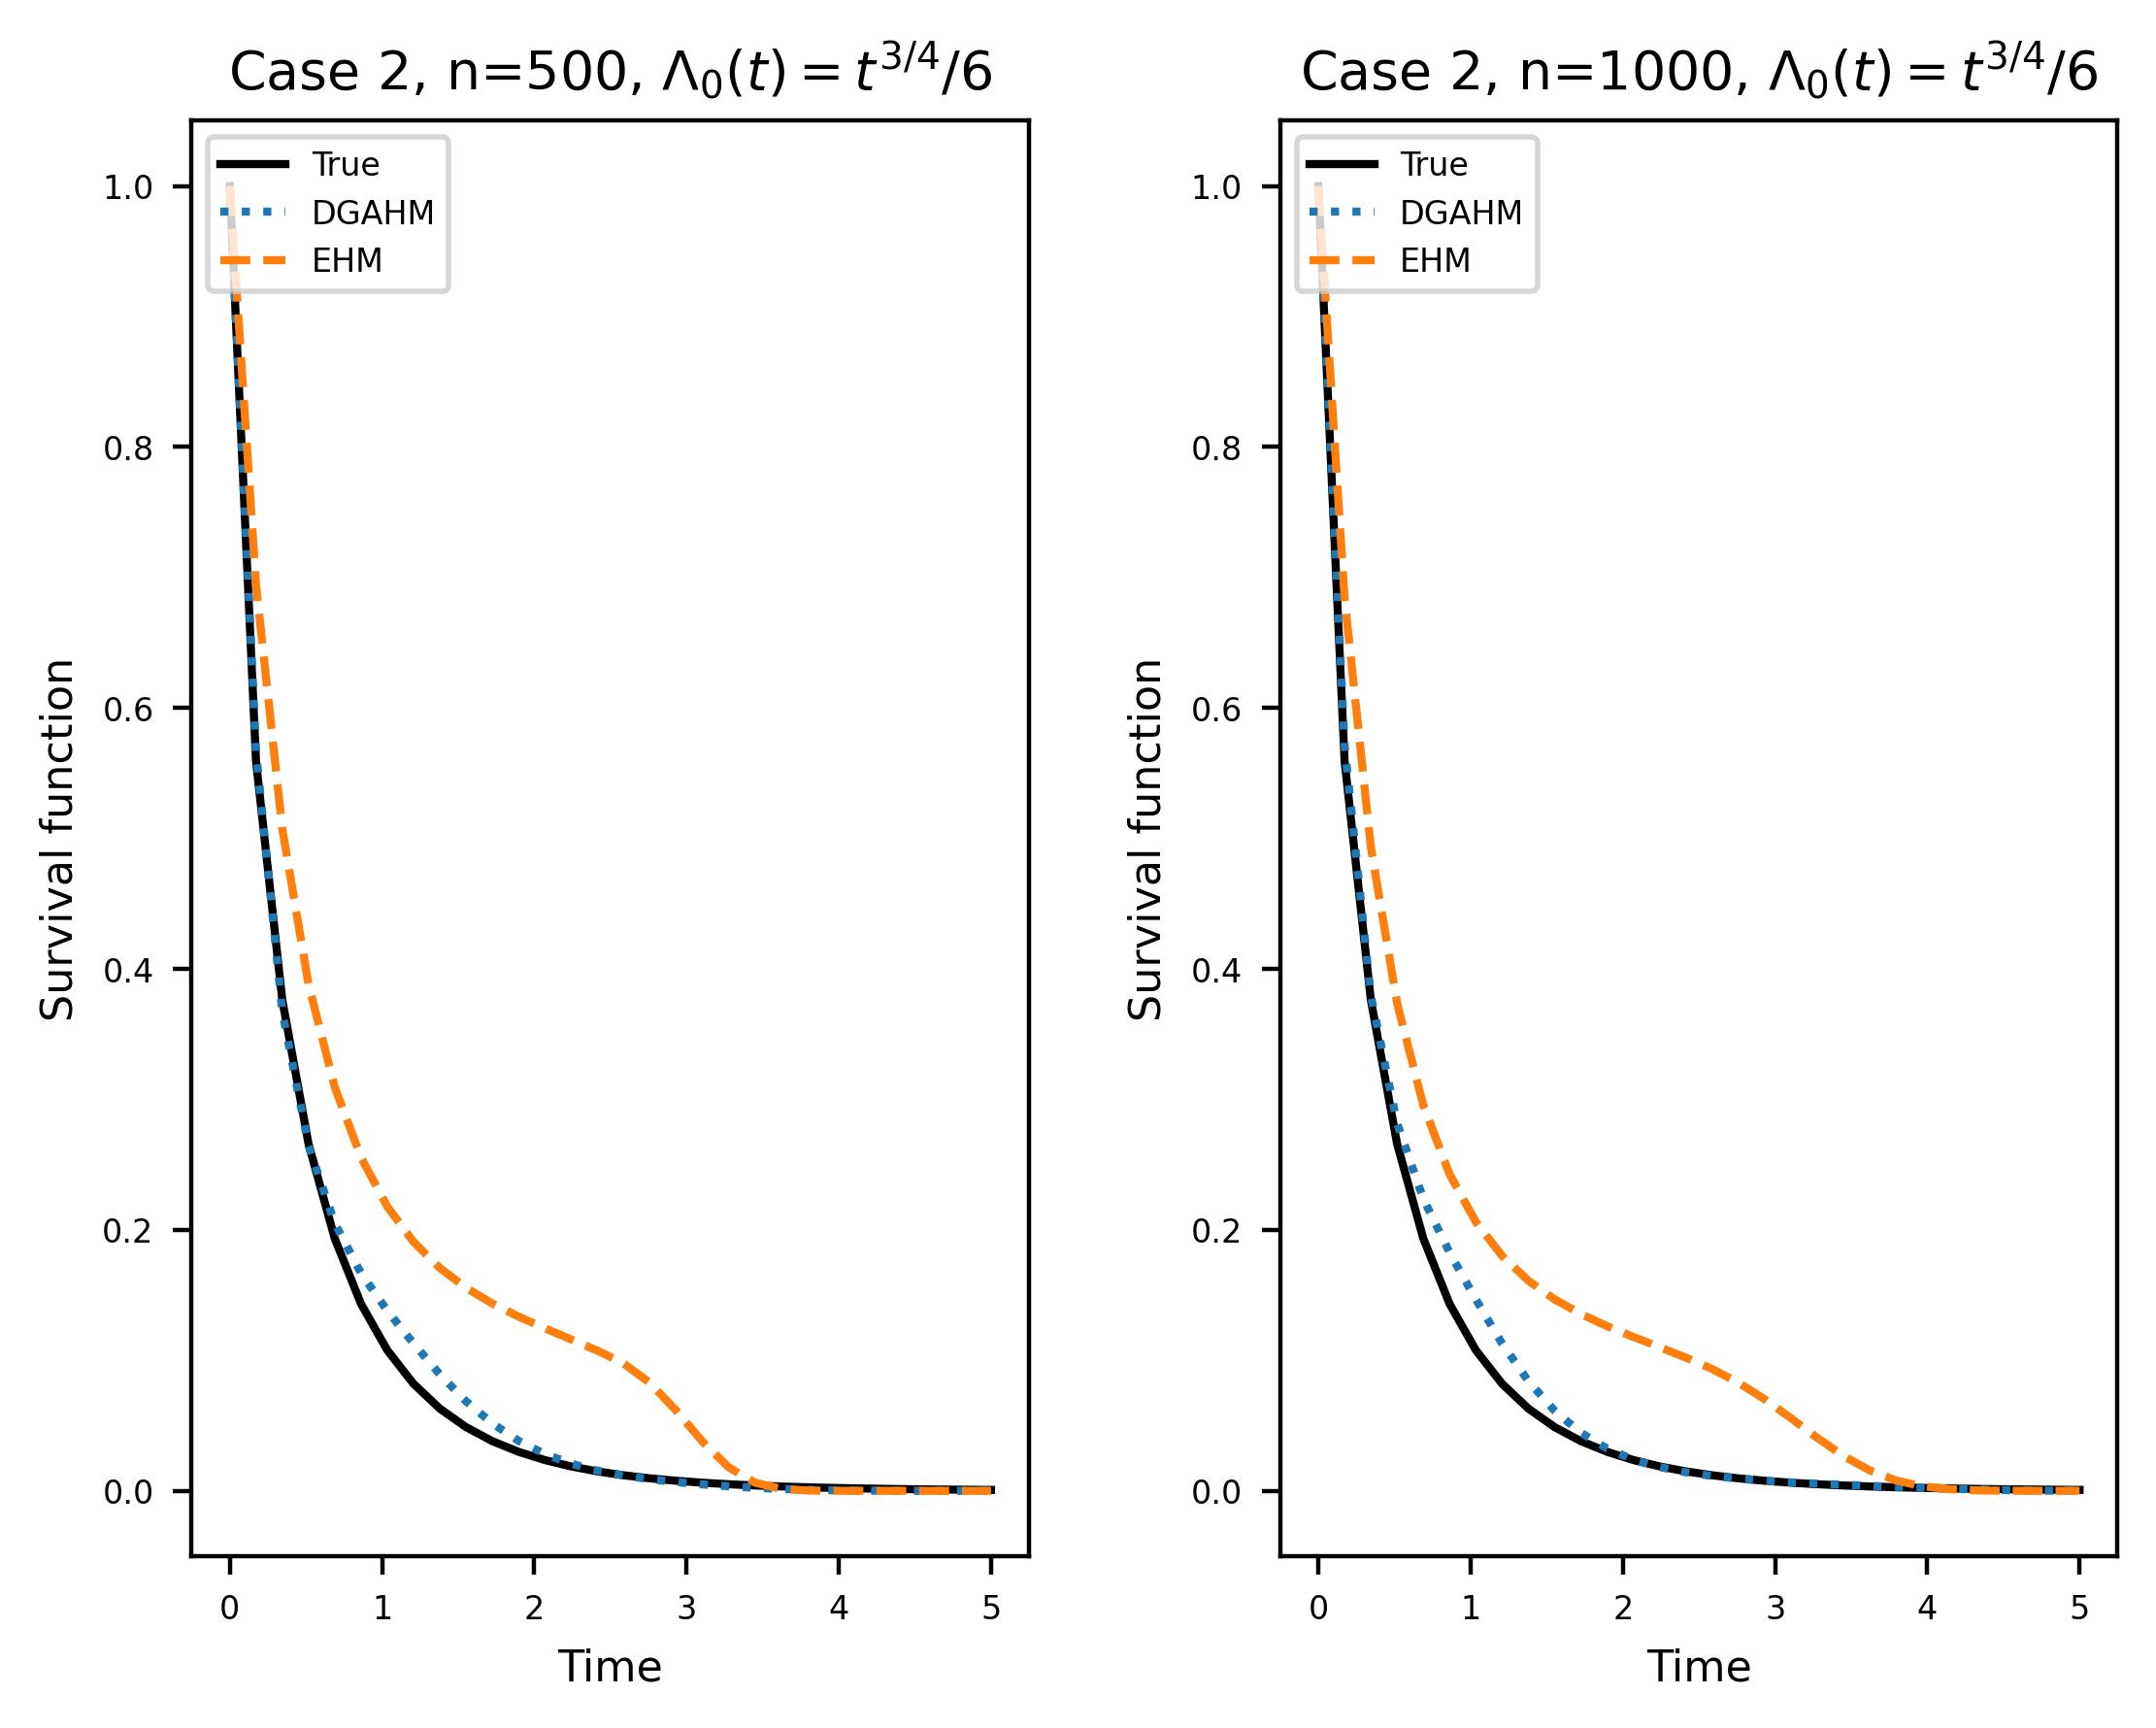 Case 2, n=500, Λ₀(t) = t³/⁴/6
True
DGAHM
EHM
1.0
0.8
0.6
0.4
0.2
0.0
Survival function
0 1 2 3 4 5
Time
Case 2, n=1000, Λ₀(t) = t³/⁴/6
True
DGAHM
EHM
1.0
0.8
0.6
0.4
0.2
0.0
Survival function
0 1 2 3 4 5
Time